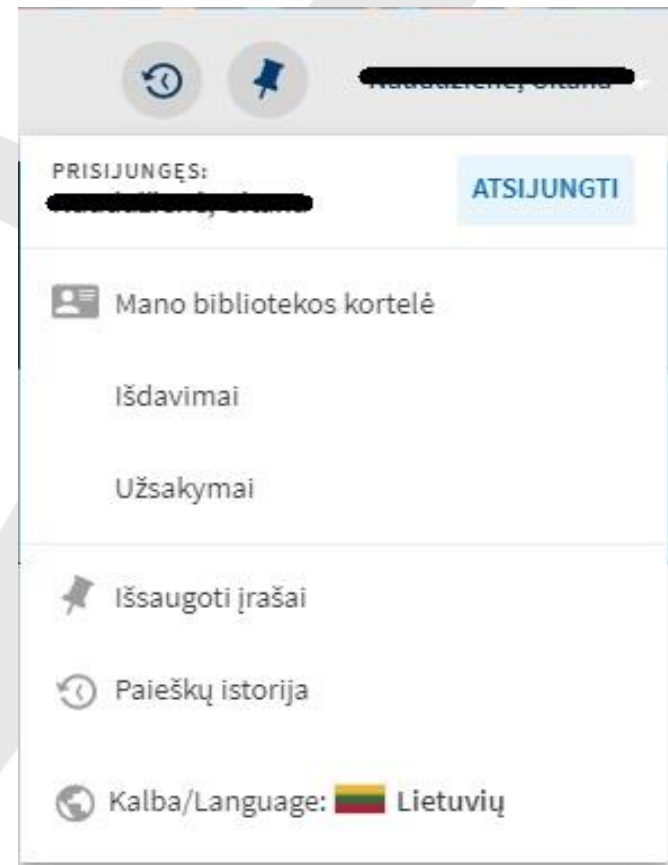 PRISIJUNGĘS:
ATSIJUNGTI
Mano bibliotekos kortelė
Išdavimai
Užsakymai
Išsaugoti įrašai
Paieškų istorija
Kalba/Language: Lietuvių